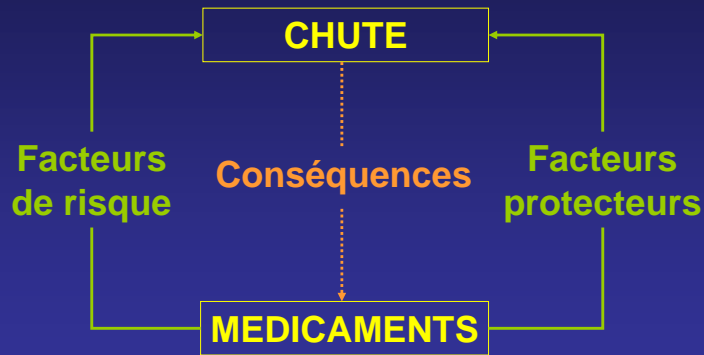 CHUTE
Facteurs
de risque
Conséquences
Facteurs
protecteurs
MEDICAMENTS